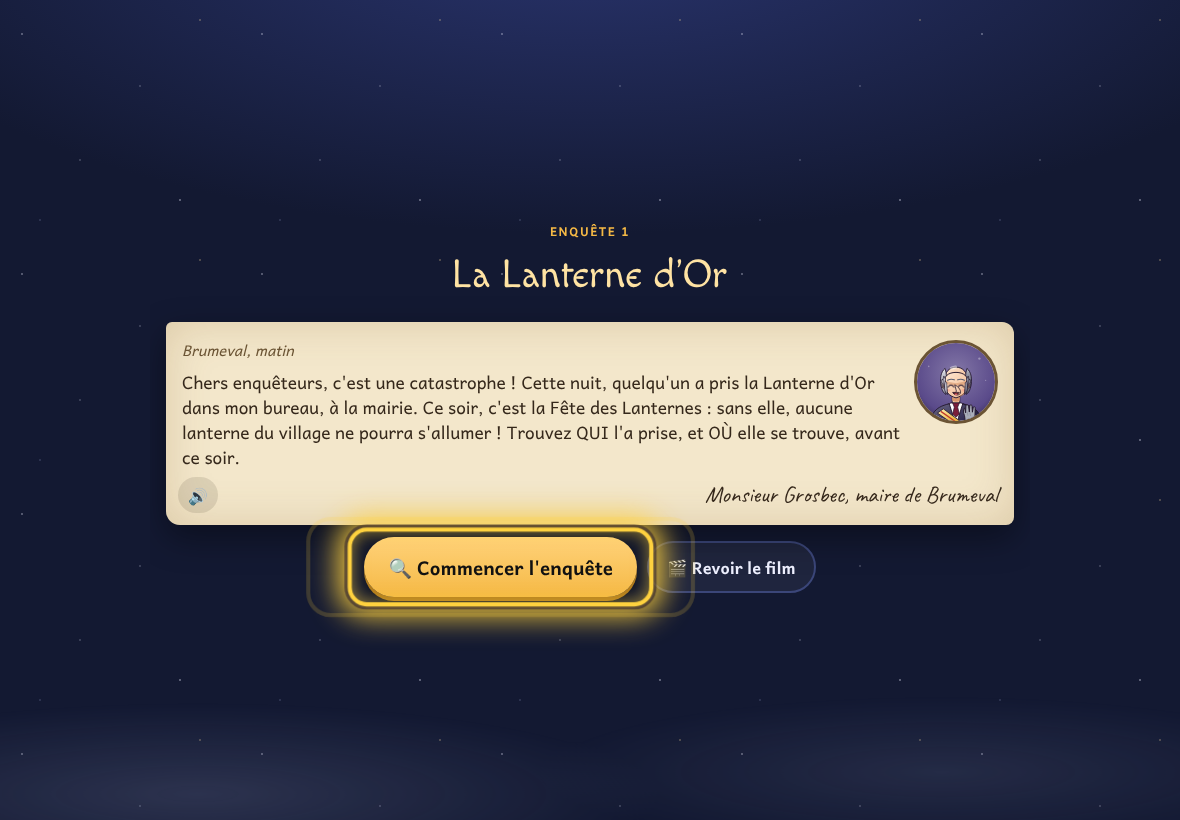 ENQUÊTE 1
La Lanterne d'Or
Brumeval, matin
Chers enquêteurs, c'est une catastrophe ! Cette nuit, quelqu'un a pris la Lanterne d'Or
dans mon bureau, à la mairie. Ce soir, c'est la Fête des Lanternes : sans elle, aucune
lanterne du village ne pourra s'allumer ! Trouvez QUI l'a prise, et OÙ elle se trouve, avant
ce soir.
Monsieur Grosbec, maire de Brumeval
Commencer l'enquête
Revoir le film